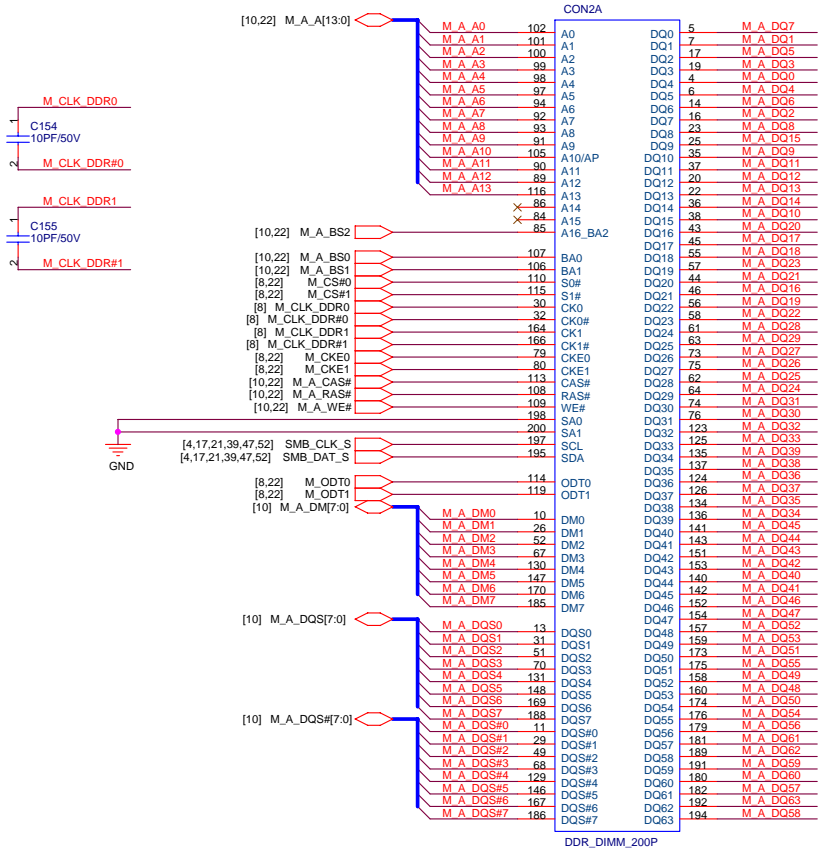 CON2A
[10,22] M_A_A[13:0]
M_CLK_DDR0
1
C154
10PF/50V
2
M_CLK_DDR#0
M_CLK_DDR1
1
C155
10PF/50V
2
M_CLK_DDR#1
M_A_A0 102 A0
M_A_A1 101 A1
M_A_A2 100 A2
M_A_A3 99 A3
M_A_A4 98 A4
M_A_A5 97 A5
M_A_A6 94 A6
M_A_A7 92 A7
M_A_A8 93 A8
M_A_A9 91 A9
M_A_A10 105 A10/AP
M_A_A11 90 A11
M_A_A12 89 A12
M_A_A13 116 A13
86 A14
84 A15
[10,22] M_A_BS2 85 A16_BA2
[10,22] M_A_BS0 107 BA0
[10,22] M_A_BS1 106 BA1
[8,22] M_CS#0 110 S0#
[8,22] M_CS#1 115 S1#
[8] M_CLK_DDR0 30 CK0
[8] M_CLK_DDR#0 32 CK0#
[8] M_CLK_DDR1 164 CK1
[8] M_CLK_DDR#1 166 CK1#
[8,22] M_CKE0 79 CKE0
[8,22] M_CKE1 80 CKE1
[10,22] M_A_CAS# 113 CAS#
[10,22] M_A_RAS# 108 RAS#
[10,22] M_A_WE# 109 WE#
198 SA0
200 SA1
GND
[4,17,21,39,47,52] SMB_CLK_S 197 SCL
[4,17,21,39,47,52] SMB_DAT_S 195 SDA
[8,22] M_ODT0 114 ODT0
[8,22] M_ODT1 119 ODT1
[10] M_A_DM[7:0]
M_A_DM0 10 DM0
M_A_DM1 26 DM1
M_A_DM2 52 DM2
M_A_DM3 67 DM3
M_A_DM4 130 DM4
M_A_DM5 147 DM5
M_A_DM6 170 DM6
M_A_DM7 185 DM7
[10] M_A_DQS[7:0]
M_A_DQS0 13 DQS0
M_A_DQS1 31 DQS1
M_A_DQS2 51 DQS2
M_A_DQS3 70 DQS3
M_A_DQS4 131 DQS4
M_A_DQS5 148 DQS5
M_A_DQS6 169 DQS6
M_A_DQS7 188 DQS7
[10] M_A_DQS#[7:0]
M_A_DQS#0 11 DQS#0
M_A_DQS#1 29 DQS#1
M_A_DQS#2 49 DQS#2
M_A_DQS#3 68 DQS#3
M_A_DQS#4 129 DQS#4
M_A_DQS#5 146 DQS#5
M_A_DQS#6 167 DQS#6
M_A_DQS#7 186 DQS#7
DQ0 5 M_A_DQ7
DQ1 7 M_A_DQ1
DQ2 17 M_A_DQ5
DQ3 19 M_A_DQ3
DQ4 4 M_A_DQ0
DQ5 6 M_A_DQ4
DQ6 14 M_A_DQ6
DQ7 16 M_A_DQ2
DQ8 23 M_A_DQ8
DQ9 25 M_A_DQ15
DQ10 35 M_A_DQ9
DQ11 37 M_A_DQ11
DQ12 20 M_A_DQ12
DQ13 22 M_A_DQ13
DQ14 36 M_A_DQ14
DQ15 38 M_A_DQ10
DQ16 43 M_A_DQ20
DQ17 45 M_A_DQ17
DQ18 55 M_A_DQ18
DQ19 57 M_A_DQ23
DQ20 44 M_A_DQ21
DQ21 46 M_A_DQ16
DQ22 56 M_A_DQ19
DQ23 58 M_A_DQ22
DQ24 61 M_A_DQ28
DQ25 63 M_A_DQ29
DQ26 73 M_A_DQ27
DQ27 75 M_A_DQ26
DQ28 62 M_A_DQ25
DQ29 64 M_A_DQ24
DQ30 74 M_A_DQ31
DQ31 76 M_A_DQ30
DQ32 123 M_A_DQ32
DQ33 125 M_A_DQ33
DQ34 135 M_A_DQ39
DQ35 137 M_A_DQ38
DQ36 124 M_A_DQ36
DQ37 126 M_A_DQ37
DQ38 134 M_A_DQ35
DQ39 136 M_A_DQ34
DQ40 141 M_A_DQ45
DQ41 143 M_A_DQ44
DQ42 151 M_A_DQ43
DQ43 153 M_A_DQ42
DQ44 140 M_A_DQ40
DQ45 142 M_A_DQ41
DQ46 152 M_A_DQ46
DQ47 154 M_A_DQ47
DQ48 157 M_A_DQ52
DQ49 159 M_A_DQ53
DQ50 173 M_A_DQ51
DQ51 175 M_A_DQ55
DQ52 158 M_A_DQ49
DQ53 160 M_A_DQ48
DQ54 174 M_A_DQ50
DQ55 176 M_A_DQ54
DQ56 179 M_A_DQ56
DQ57 181 M_A_DQ61
DQ58 189 M_A_DQ62
DQ59 191 M_A_DQ59
DQ60 180 M_A_DQ60
DQ61 182 M_A_DQ57
DQ62 192 M_A_DQ63
DQ63 194 M_A_DQ58
DDR_DIMM_200P